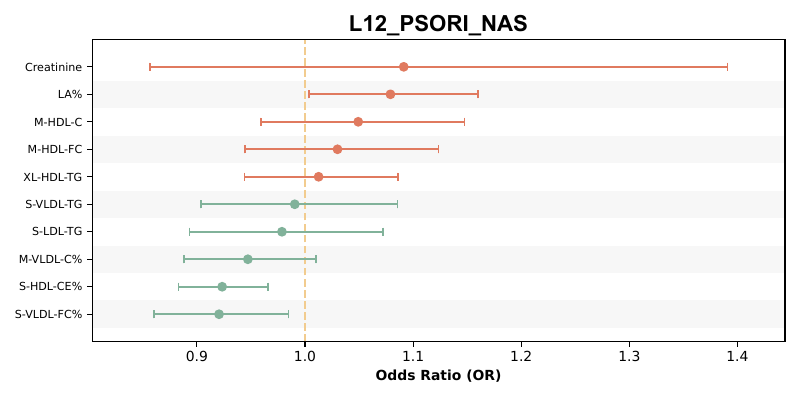 L12_PSORI_NAS
Creatinine
LA%
M-HDL-C
M-HDL-FC
XL-HDL-TG
S-VLDL-TG
S-LDL-TG
M-VLDL-C%
S-HDL-CE%
S-VLDL-FC%
0.9 1.0 1.1 1.2 1.3 1.4
Odds Ratio (OR)